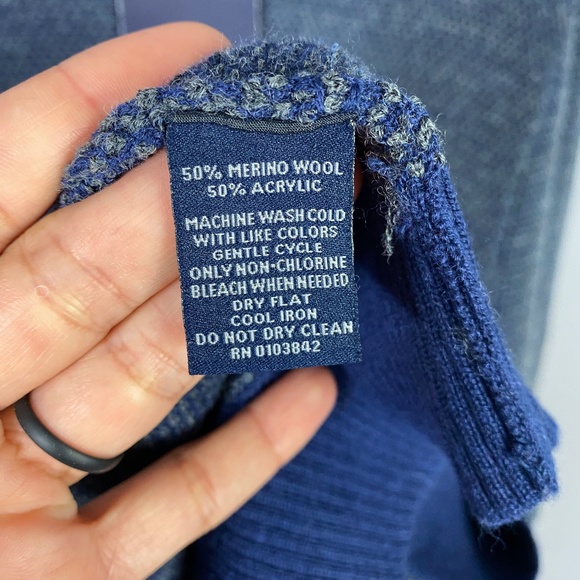 50% MERINO WOOL
50% ACRYLIC
MACHINE WASH COLD
WITH LIKE COLORS
GENTLE CYCLE
ONLY NON-CHLORINE
BLEACH WHEN NEEDED
DRY FLAT
COOL IRON
DO NOT DRY CLEAN
RN 0103842